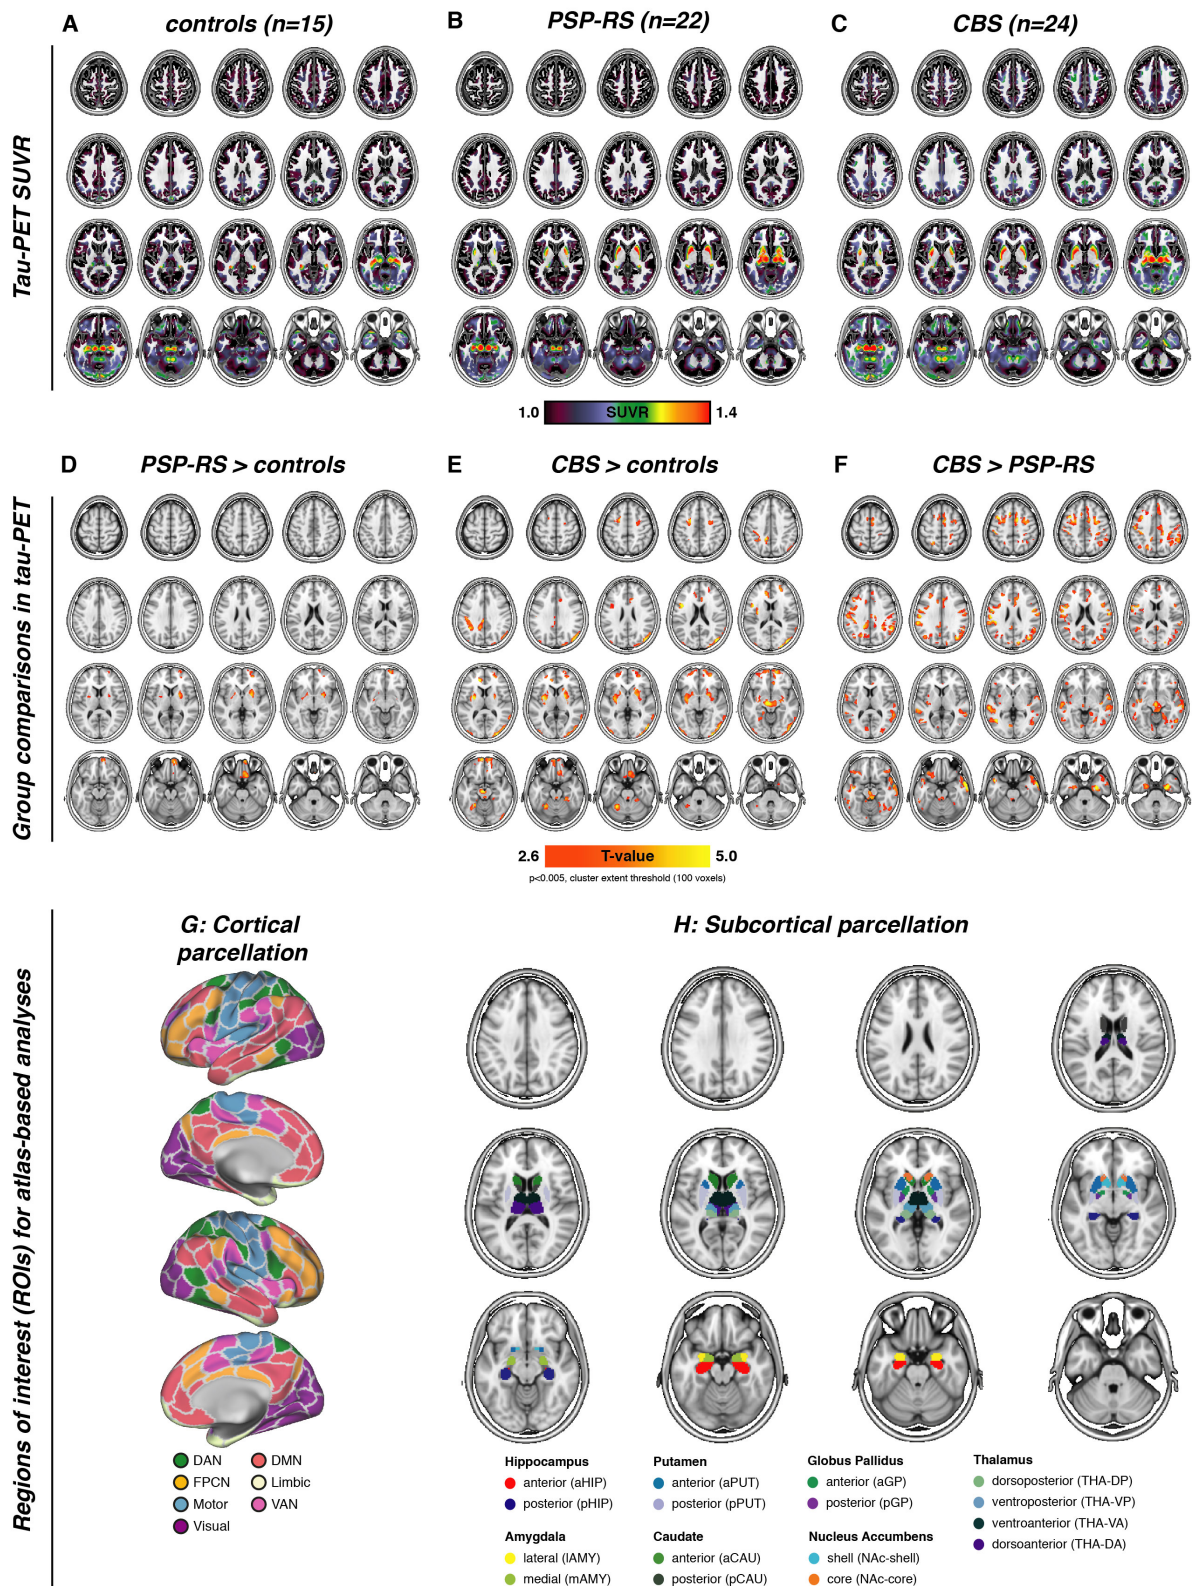 A controls (n=15)
B PSP-RS (n=22)
C CBS (n=24)
Tau-PET SUVR
1.0 SUVR 1.4
D PSP-RS > controls
E CBS > controls
F CBS > PSP-RS
Group comparisons in tau-PET
2.6 T-value 5.0
p<0.005, cluster extent threshold (100 voxels)
Regions of interest (ROIs) for atlas-based analyses
G: Cortical
parcellation
DAN
DMN
FPCN
Limbic
Motor
VAN
Visual
H: Subcortical parcellation
Hippocampus
anterior (aHIP)
posterior (pHIP)
Amygdala
lateral (lAMY)
medial (mAMY)
Putamen
anterior (aPUT)
posterior (pPUT)
Caudate
anterior (aCAU)
posterior (pCAU)
Globus Pallidus
anterior (aGP)
posterior (pGP)
Nucleus Accumbens
shell (NAc-shell)
core (NAc-core)
Thalamus
dorsoposterior (THA-DP)
ventroposterior (THA-VP)
ventroanterior (THA-VA)
dorsoanterior (THA-DA)